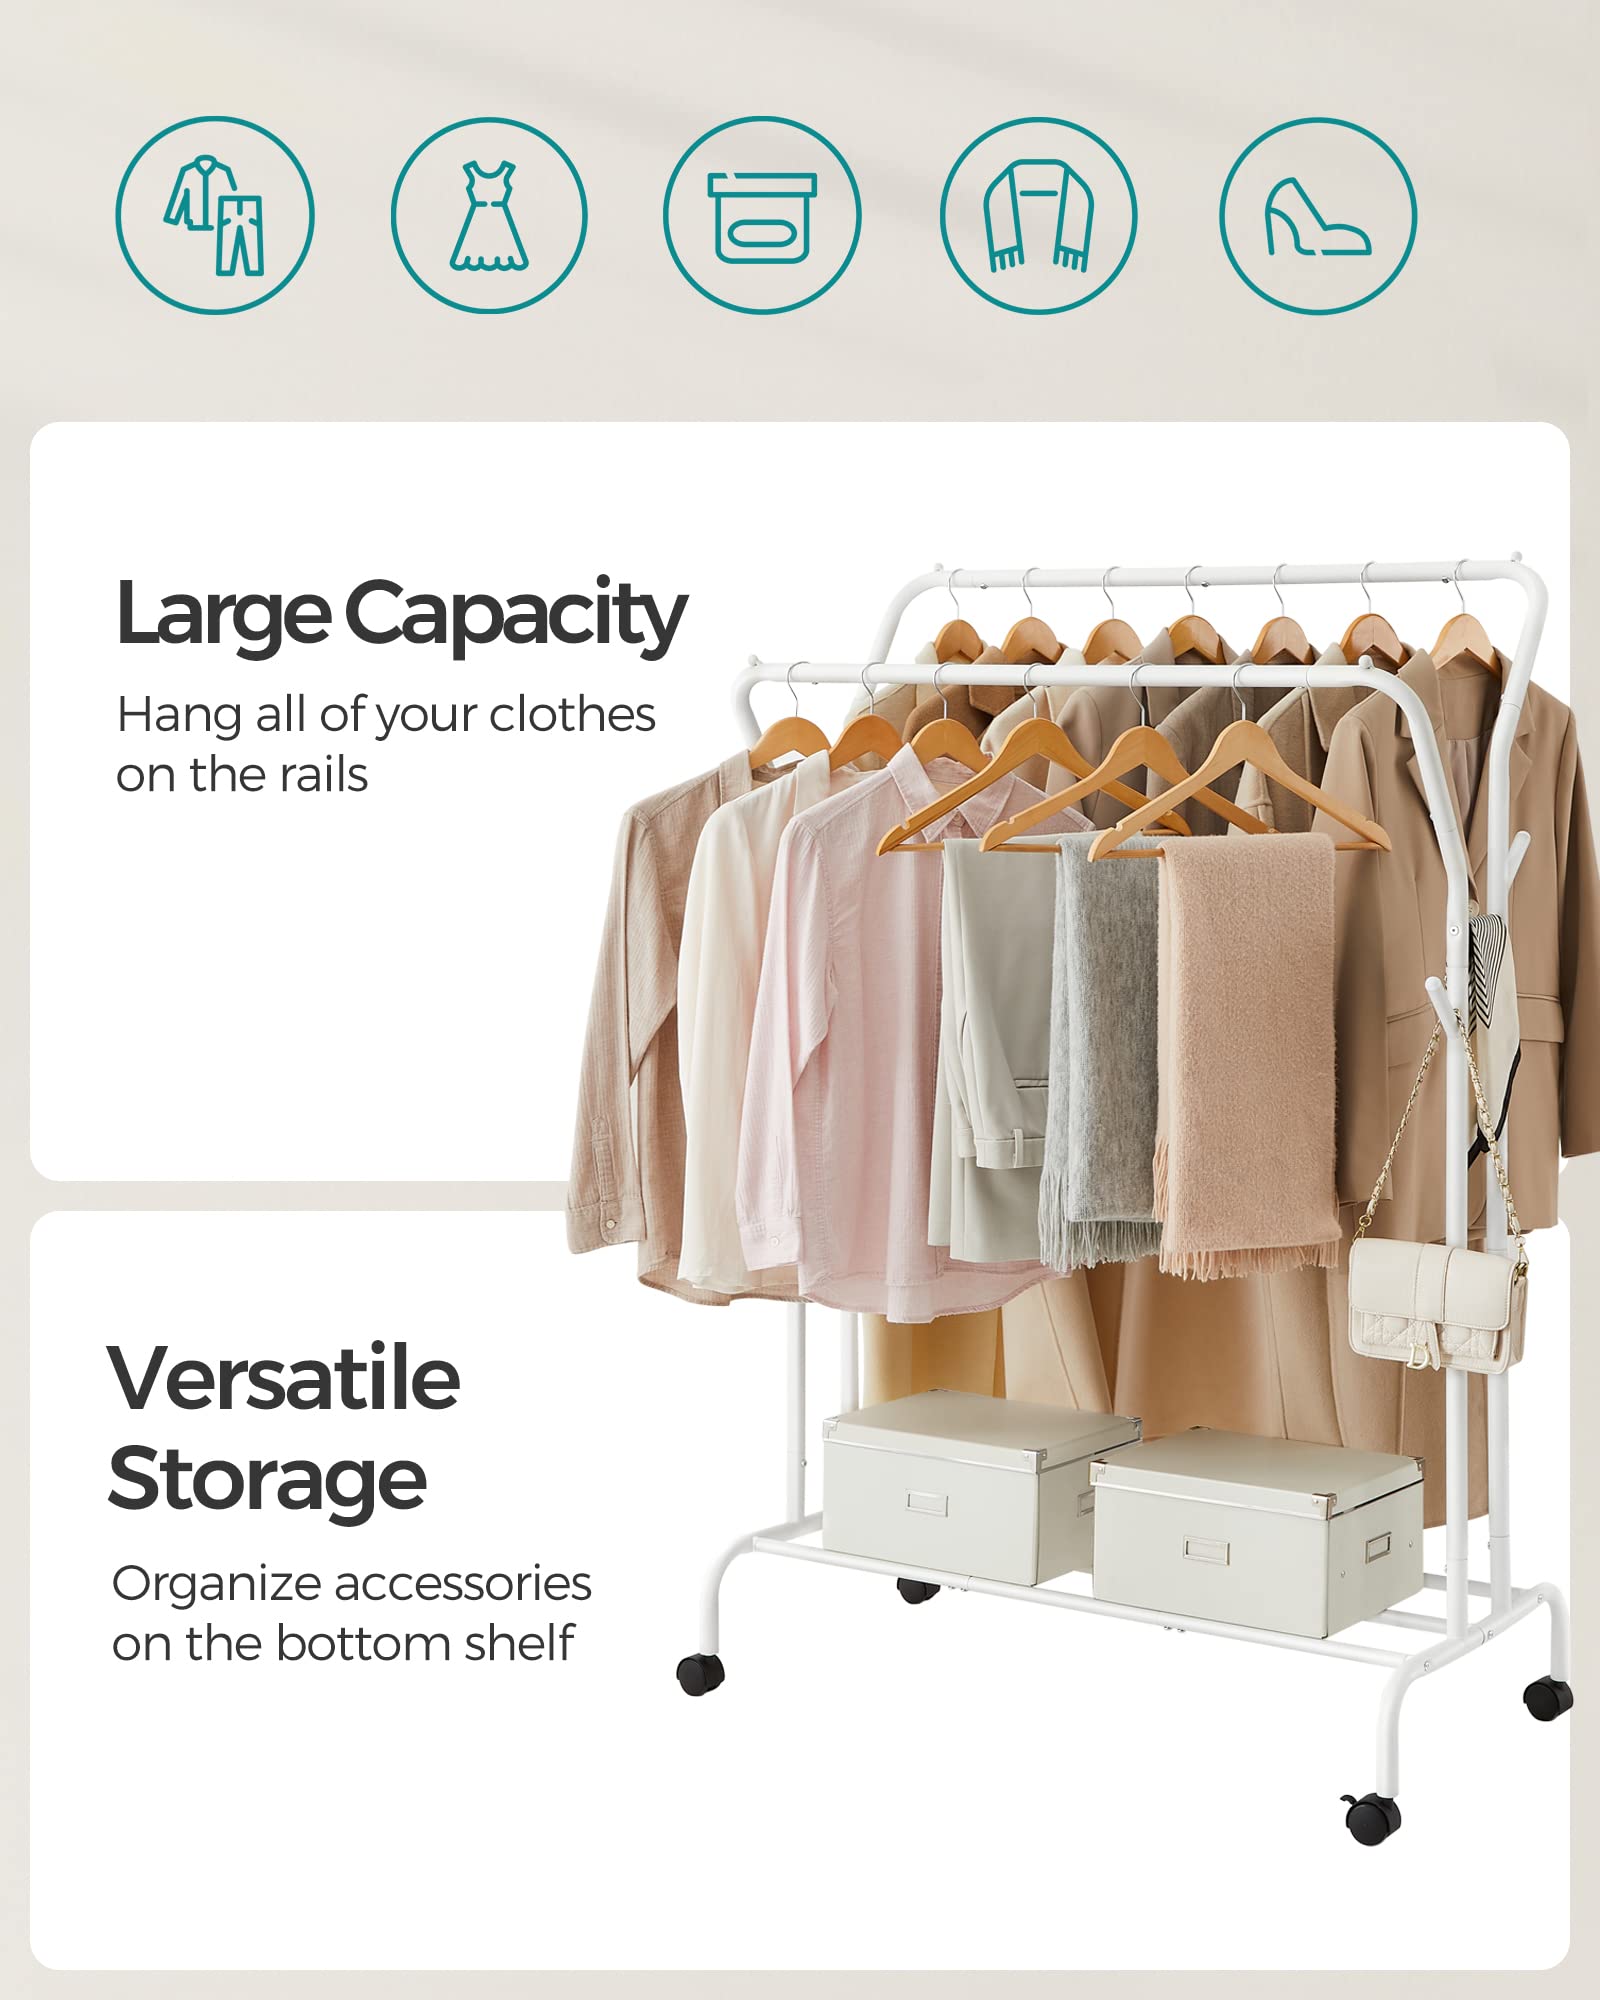 Large Capacity
Hang all of your clothes
on the rails
Versatile
Storage
Organize accessories
on the bottom shelf